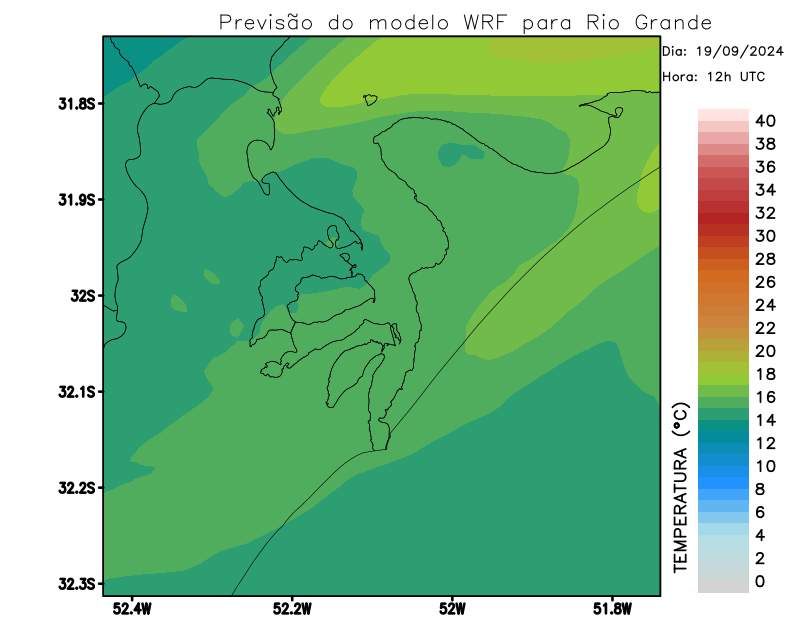 Previsão do modelo WRF para Rio Grande
Dia: 19/09/2024
Hora: 12h UTC
31.8S
31.9S
32S
32.1S
32.2S
32.3S
52.4W
52.2W
52W
51.8W
TEMPERATURA (°C)
40
38
36
34
32
30
28
26
24
22
20
18
16
14
12
10
8
6
4
2
0